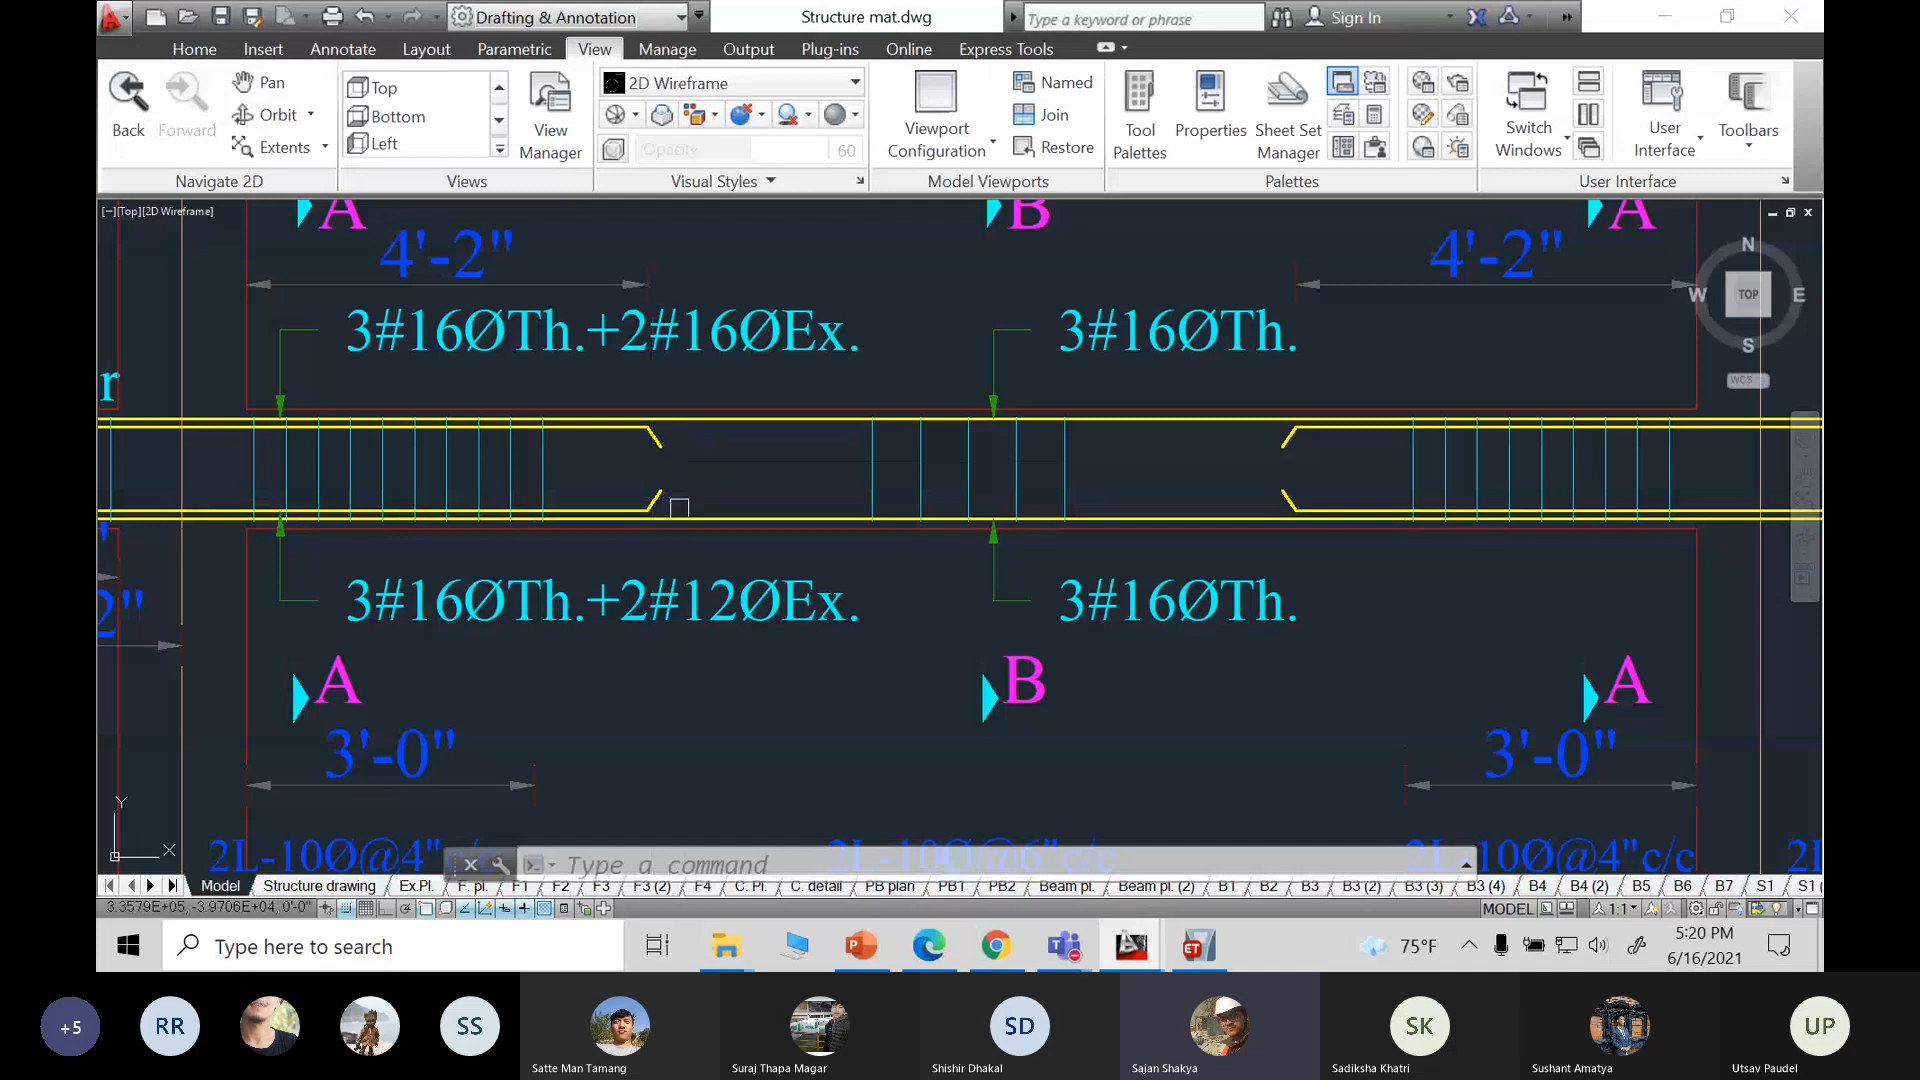 Drafting & Annotation
Structure mat.dwg
Type a keyword or phrase
Sign In
Home Insert Annotate Layout Parametric View Manage Output Plug-ins Online Express Tools
Back
Forward
Pan
Orbit
Extents
Navigate 2D
Top
Bottom
Left
View
Manager
Views
2D Wireframe
Opacity
60
Visual Styles
Viewport
Configuration
Named
Join
Restore
Model Viewports
Tool
Palettes
Properties
Sheet Set
Manager
Palettes
Switch
Windows
User
Interface
Toolbars
User Interface
[−][Top][2D Wireframe]
A B A
4'-2" 4'-2"
N
W TOP E
S
WCS
3#16ØTh.+2#16ØEx. 3#16ØTh.
r
3#16ØTh.+2#12ØEx. 3#16ØTh.
2"
A B A
3'-0" 3'-0"
Y
X
2L-10Ø@4"c/c 2L-10Ø@6"c/c 2L-10Ø@4"c/c 2L
Type a command
Model Structure drawing Ex.Pl. F. pl. F1 F2 F3 F3 (2) F4 C. Pl. C. detail PB plan PB1 PB2 Beam pl. Beam pl. (2) B1 B2 B3 B3 (2) B3 (3) B3 (4) B4 B4 (2) B5 B6 B7 S1 S1 (
3.3579E+05, -3.9706E+04, 0'-0"
MODEL
1:1
Type here to search
75°F
5:20 PM
6/16/2021
+5
RR
SS
SD
SK
UP
Satte Man Tamang
Suraj Thapa Magar
Shishir Dhakal
Sajan Shakya
Sadiksha Khatri
Sushant Amatya
Utsav Paudel